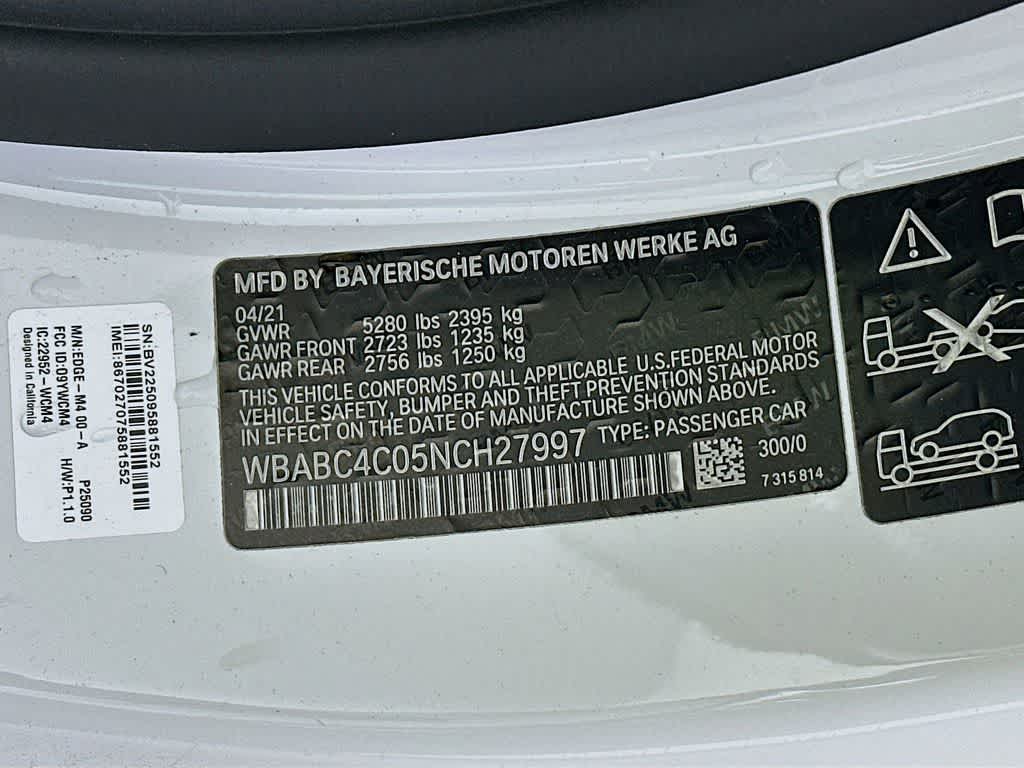 MFD BY BAYERISCHE MOTOREN WERKE AG
04/21
GVWR 5280 lbs 2395 kg
GAWR FRONT 2723 lbs 1235 kg
GAWR REAR 2756 lbs 1250 kg
THIS VEHICLE CONFORMS TO ALL APPLICABLE U.S.FEDERAL MOTOR
VEHICLE SAFETY, BUMPER AND THEFT PREVENTION STANDARDS
IN EFFECT ON DATE OF MANUFACTURE SHOWN ABOVE.
WBABC4C05NCH27997 TYPE: PASSENGER CAR
300/0
7 315 814
SN:BV225095881552
IMEI:867027075881552
M/N:EDGE-M4 00-A P25090
FCC ID:O9YWCM4 H/W:P1.1.0
IC:22952-WCM4
Designed in California